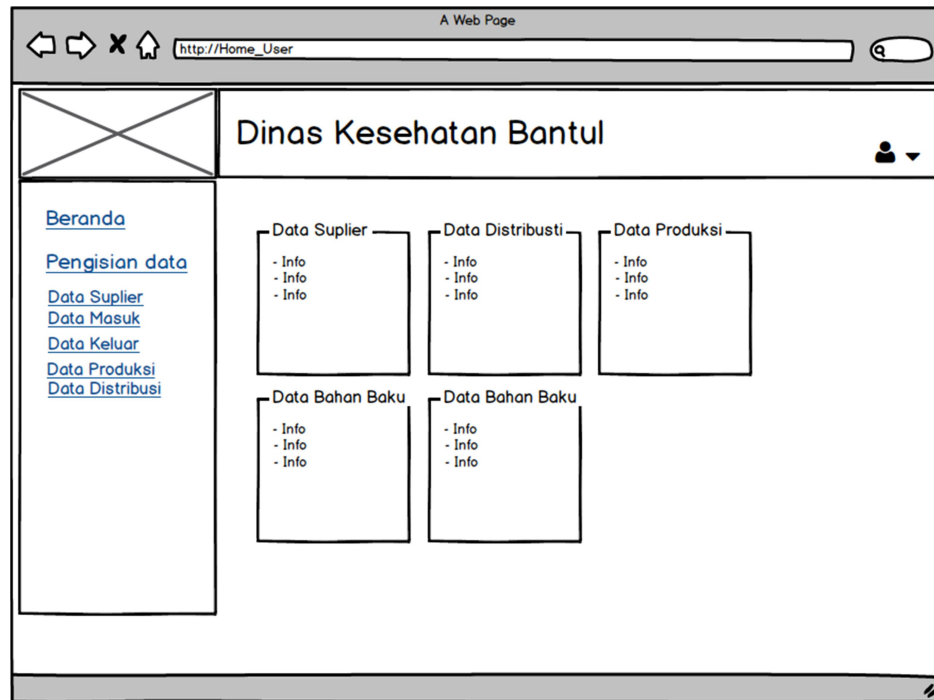 A Web Page
http://Home_User
Dinas Kesehatan Bantul
Beranda
Pengisian data
Data Suplier
Data Masuk
Data Keluar
Data Produksi
Data Distribusi
Data Suplier
- Info
- Info
- Info
Data Distribusti
- Info
- Info
- Info
Data Produksi
- Info
- Info
- Info
Data Bahan Baku
- Info
- Info
- Info
Data Bahan Baku
- Info
- Info
- Info